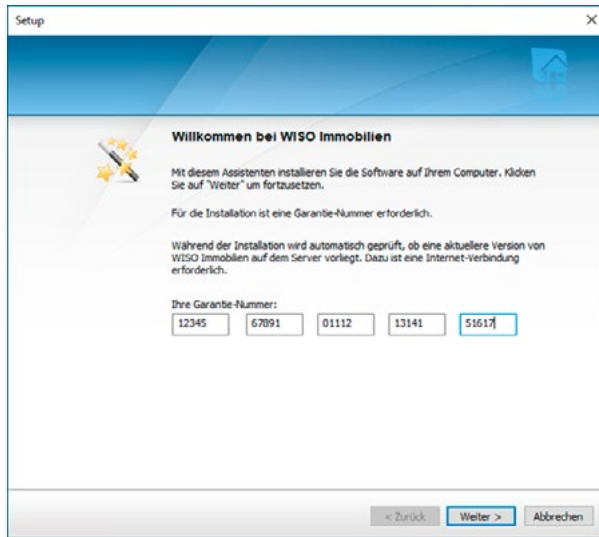 Setup
Willkommen bei WISO Immobilien
Mit diesem Assistenten installieren Sie die Software auf Ihrem Computer. Klicken
Sie auf "Weiter" um fortzusetzen.
Für die Installation ist eine Garantie-Nummer erforderlich.
Während der Installation wird automatisch geprüft, ob eine aktuellere Version von
WISO Immobilien auf dem Server vorliegt. Dazu ist eine Internet-Verbindung
erforderlich.
Ihre Garantie-Nummer:
12345 67891 01112 13141 51617
< Zurück Weiter > Abbrechen